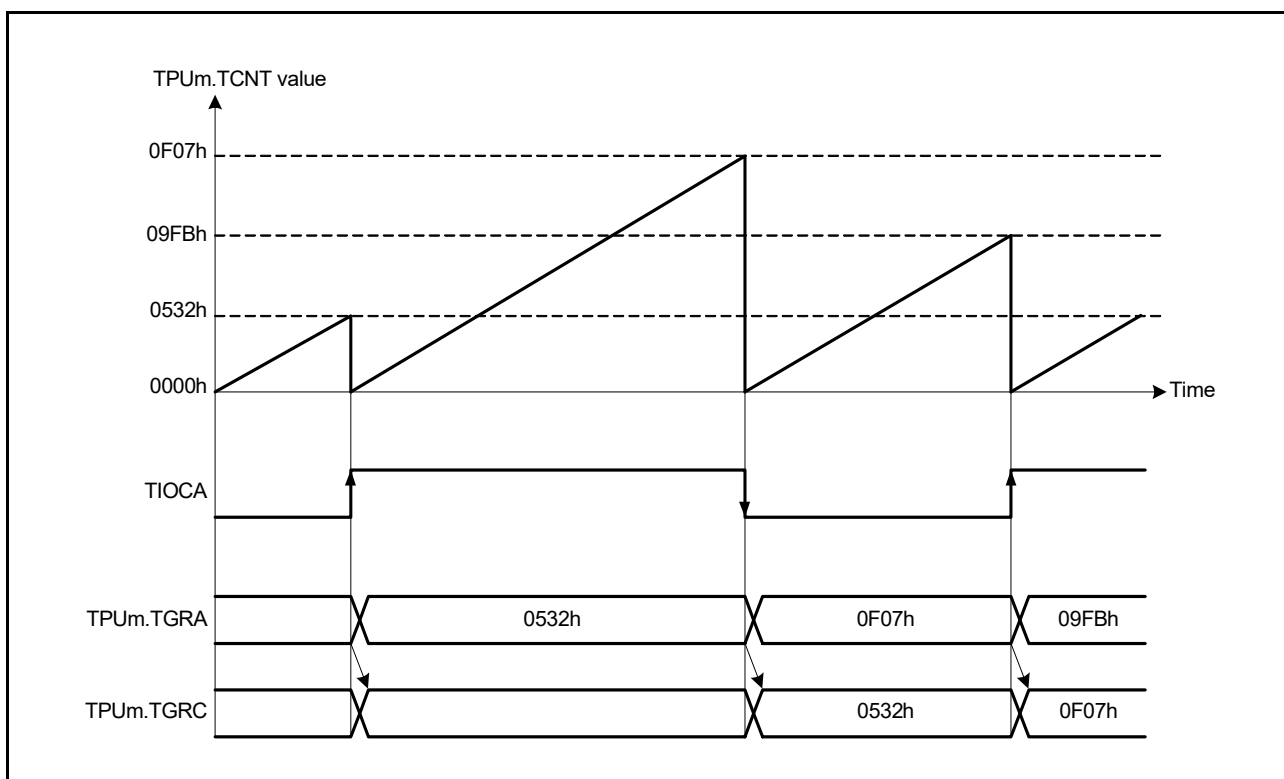 TPUm.TCNT value
0F07h
09FBh
0532h
0000h
Time
TIOCA
TPUm.TGRA
0532h
0F07h
09FBh
TPUm.TGRC
0532h
0F07h